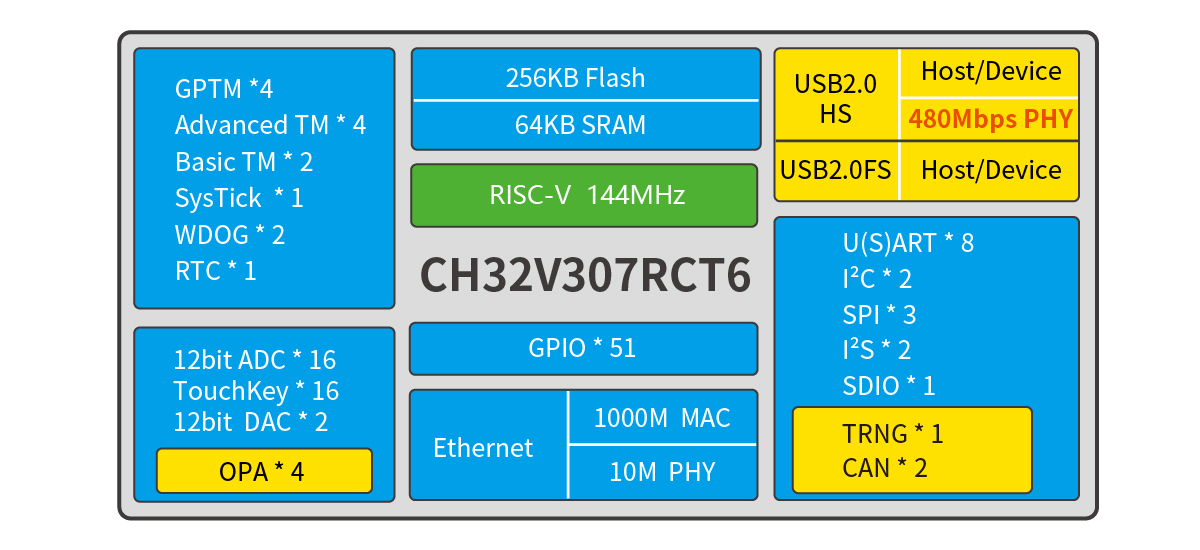 GPTM *4
Advanced TM * 4
Basic TM * 2
SysTick * 1
WDOG * 2
RTC * 1
12bit ADC * 16
TouchKey * 16
12bit DAC * 2
OPA * 4
256KB Flash
64KB SRAM
RISC-V 144MHz
CH32V307RCT6
GPIO * 51
Ethernet
1000M MAC
10M PHY
USB2.0
HS
Host/Device
480Mbps PHY
USB2.0FS
Host/Device
U(S)ART * 8
I²C * 2
SPI * 3
I²S * 2
SDIO * 1
TRNG * 1
CAN * 2